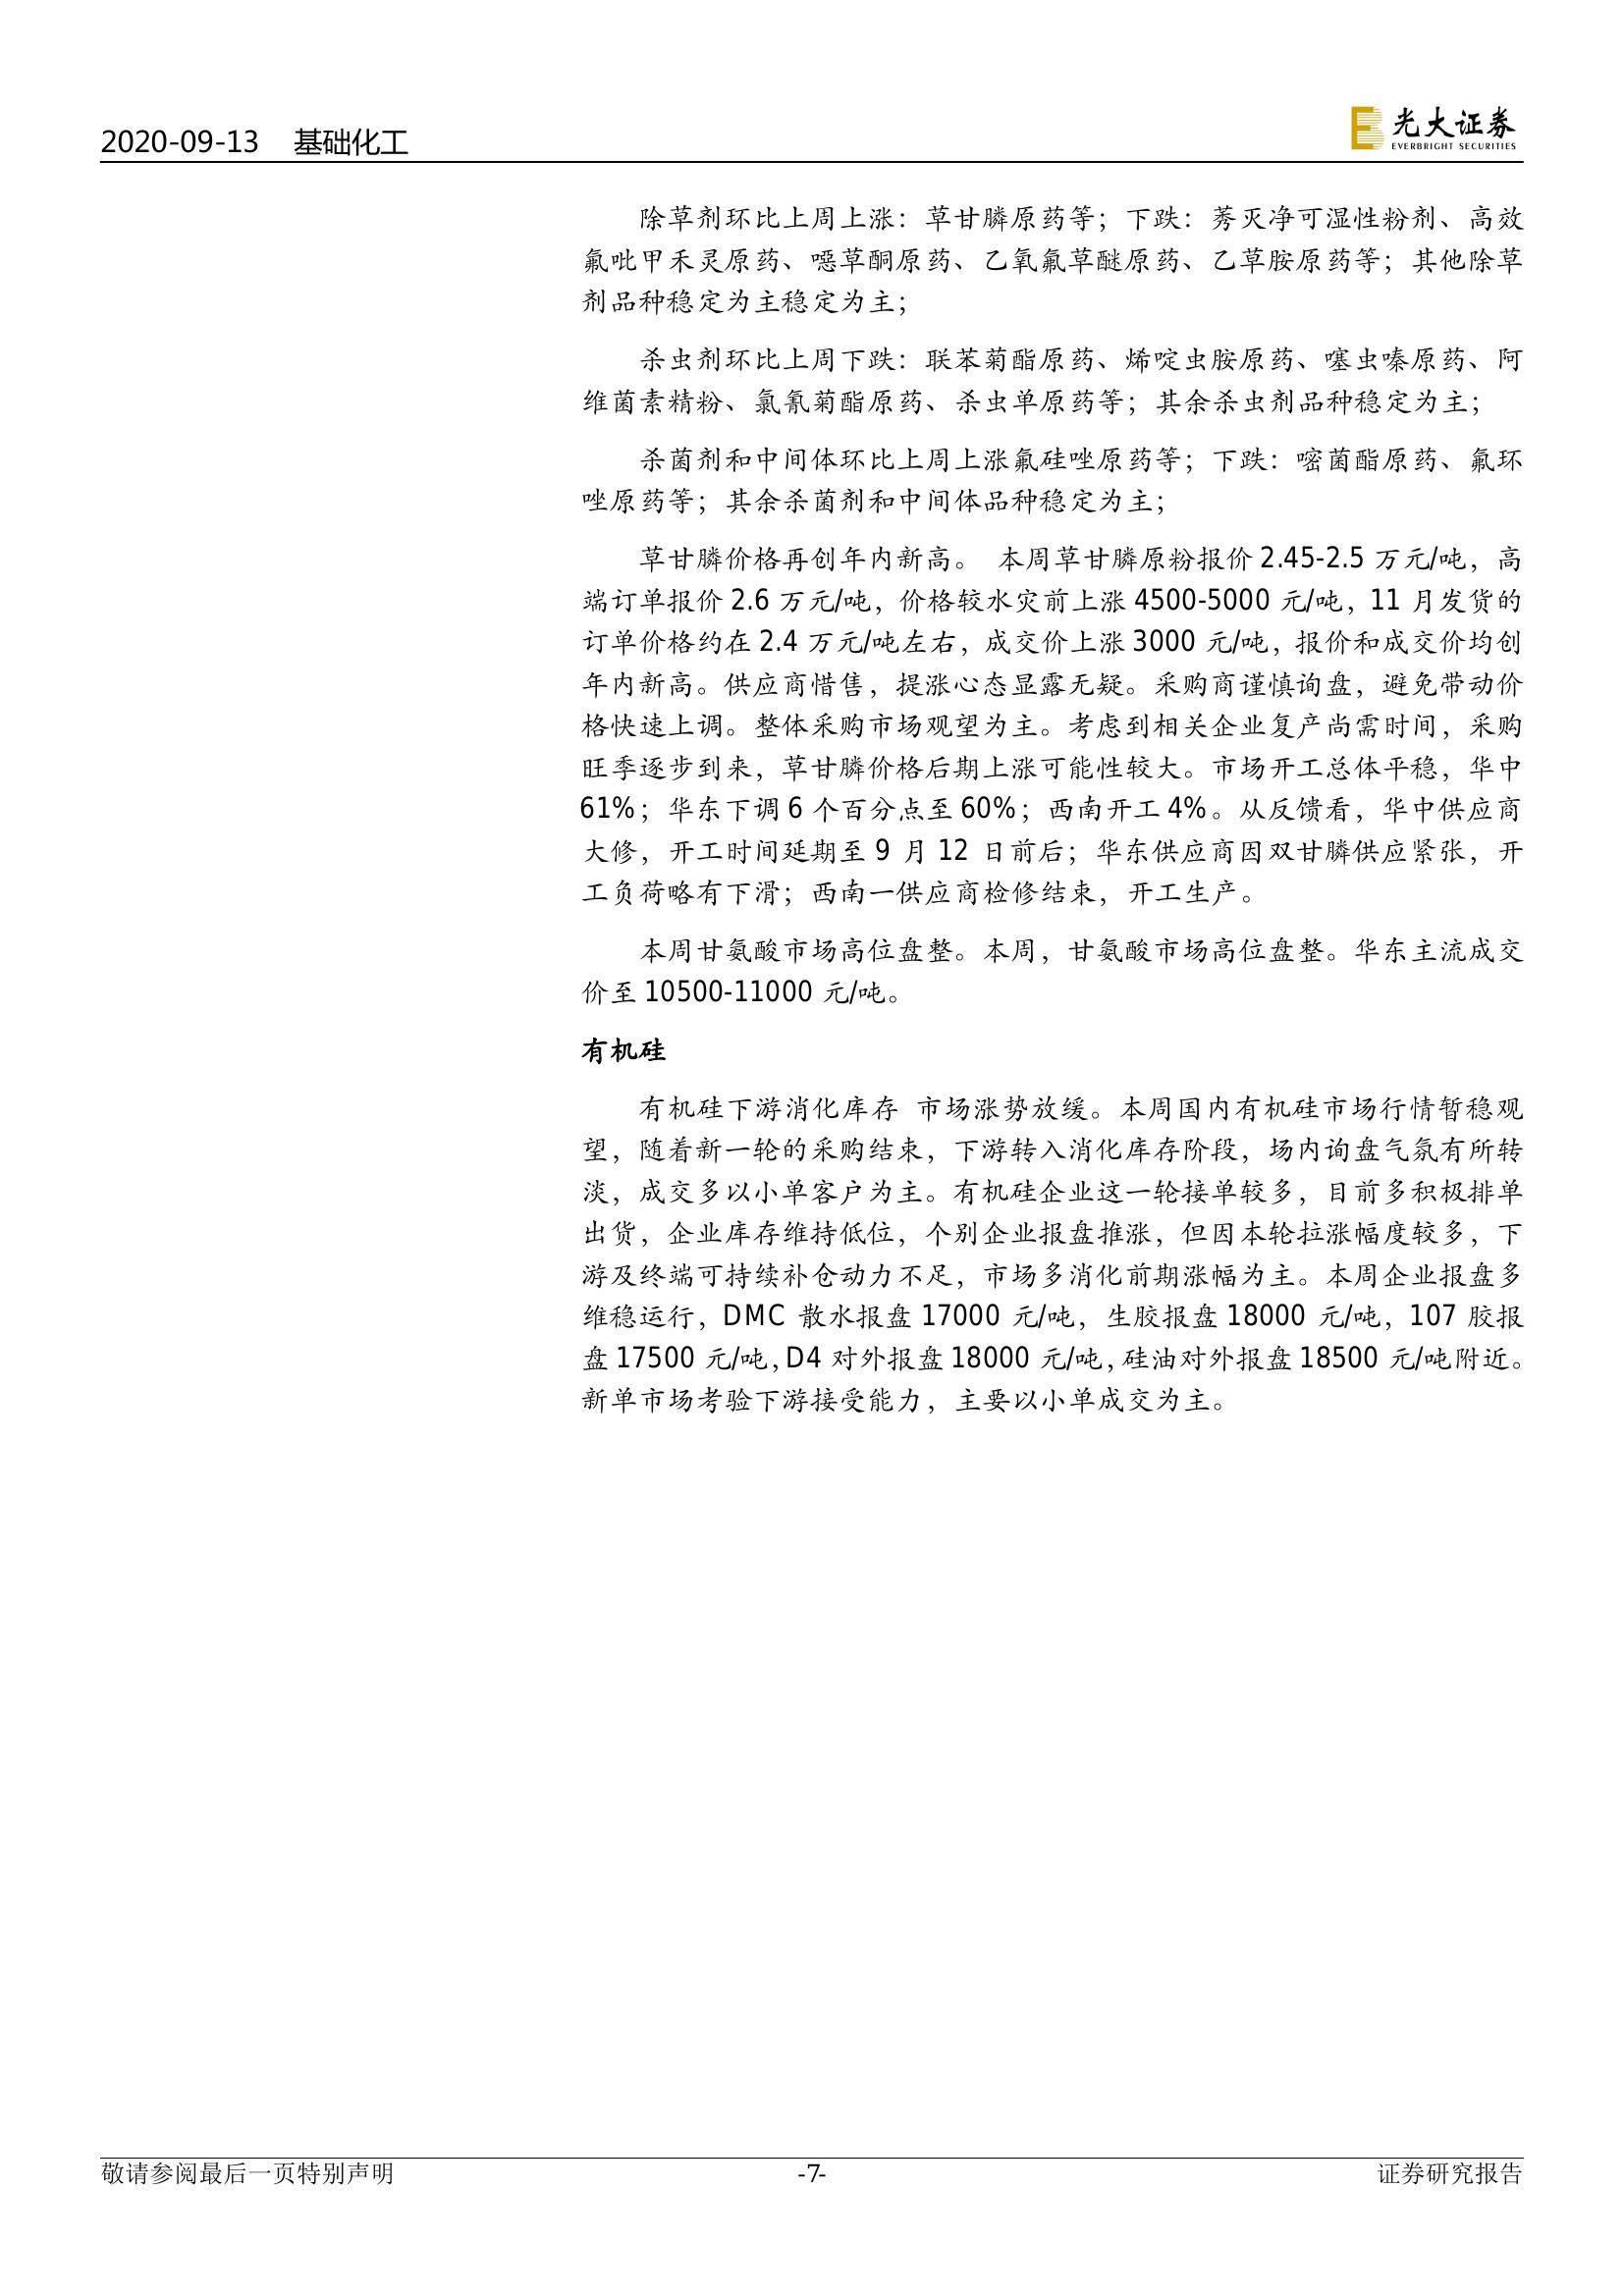 2020-09-13 基础化工
光大证券
EVERBRIGHT SECURITIES
除草剂环比上周上涨：草甘膦原药等；下跌：莠灭净可湿性粉剂、高效
氟吡甲禾灵原药、噁草酮原药、乙氧氟草醚原药、乙草胺原药等；其他除草
剂品种稳定为主稳定为主；
杀虫剂环比上周下跌：联苯菊酯原药、烯啶虫胺原药、噻虫嗪原药、阿
维菌素精粉、氯氰菊酯原药、杀虫单原药等；其余杀虫剂品种稳定为主；
杀菌剂和中间体环比上周上涨氟硅唑原药等；下跌：嘧菌酯原药、氟环
唑原药等；其余杀菌剂和中间体品种稳定为主；
草甘膦价格再创年内新高。 本周草甘膦原粉报价 2.45-2.5 万元/吨，高
端订单报价 2.6 万元/吨，价格较水灾前上涨 4500-5000 元/吨，11 月发货的
订单价格约在 2.4 万元/吨左右，成交价上涨 3000 元/吨，报价和成交价均创
年内新高。供应商惜售，提涨心态显露无疑。采购商谨慎询盘，避免带动价
格快速上调。整体采购市场观望为主。考虑到相关企业复产尚需时间，采购
旺季逐步到来，草甘膦价格后期上涨可能性较大。市场开工总体平稳，华中
61%；华东下调 6 个百分点至 60%；西南开工 4%。从反馈看，华中供应商
大修，开工时间延期至 9 月 12 日前后；华东供应商因双甘膦供应紧张，开
工负荷略有下滑；西南一供应商检修结束，开工生产。
本周甘氨酸市场高位盘整。本周，甘氨酸市场高位盘整。华东主流成交
价至 10500-11000 元/吨。
有机硅
有机硅下游消化库存 市场涨势放缓。本周国内有机硅市场行情暂稳观
望，随着新一轮的采购结束，下游转入消化库存阶段，场内询盘气氛有所转
淡，成交多以小单客户为主。有机硅企业这一轮接单较多，目前多积极排单
出货，企业库存维持低位，个别企业报盘推涨，但因本轮拉涨幅度较多，下
游及终端可持续补仓动力不足，市场多消化前期涨幅为主。本周企业报盘多
维稳运行，DMC 散水报盘 17000 元/吨，生胶报盘 18000 元/吨，107 胶报
盘 17500 元/吨，D4 对外报盘 18000 元/吨，硅油对外报盘 18500 元/吨附近。
新单市场考验下游接受能力，主要以小单成交为主。
敬请参阅最后一页特别声明 -7- 证券研究报告